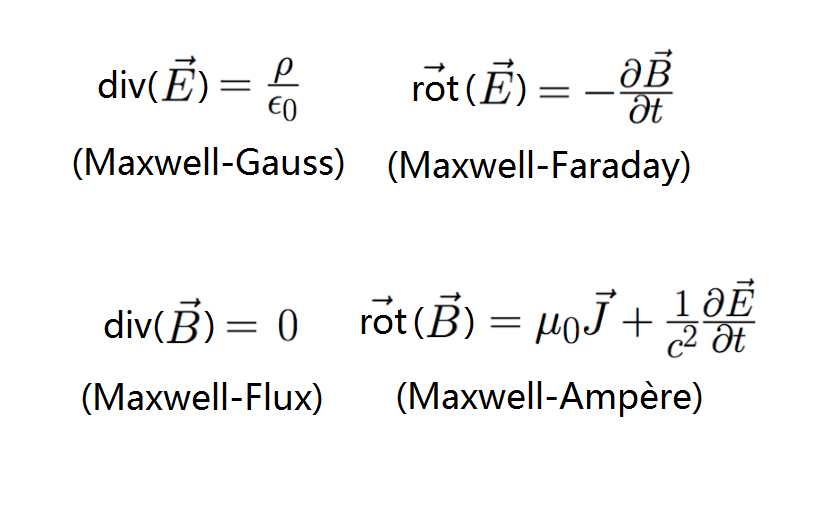 div(E⃗) = ρ/ϵ₀
rot⃗(E⃗) = −∂B⃗/∂t
(Maxwell-Gauss)
(Maxwell-Faraday)
div(B⃗) = 0
rot⃗(B⃗) = μ₀J⃗ + 1/c² ∂E⃗/∂t
(Maxwell-Flux)
(Maxwell-Ampère)